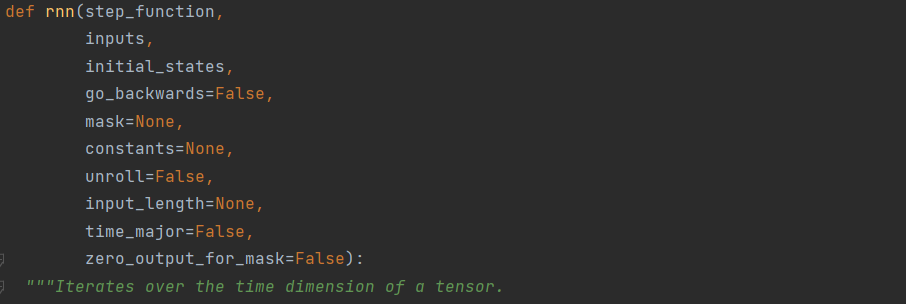 def rnn(step_function,
        inputs,
        initial_states,
        go_backwards=False,
        mask=None,
        constants=None,
        unroll=False,
        input_length=None,
        time_major=False,
        zero_output_for_mask=False):
  """Iterates over the time dimension of a tensor.